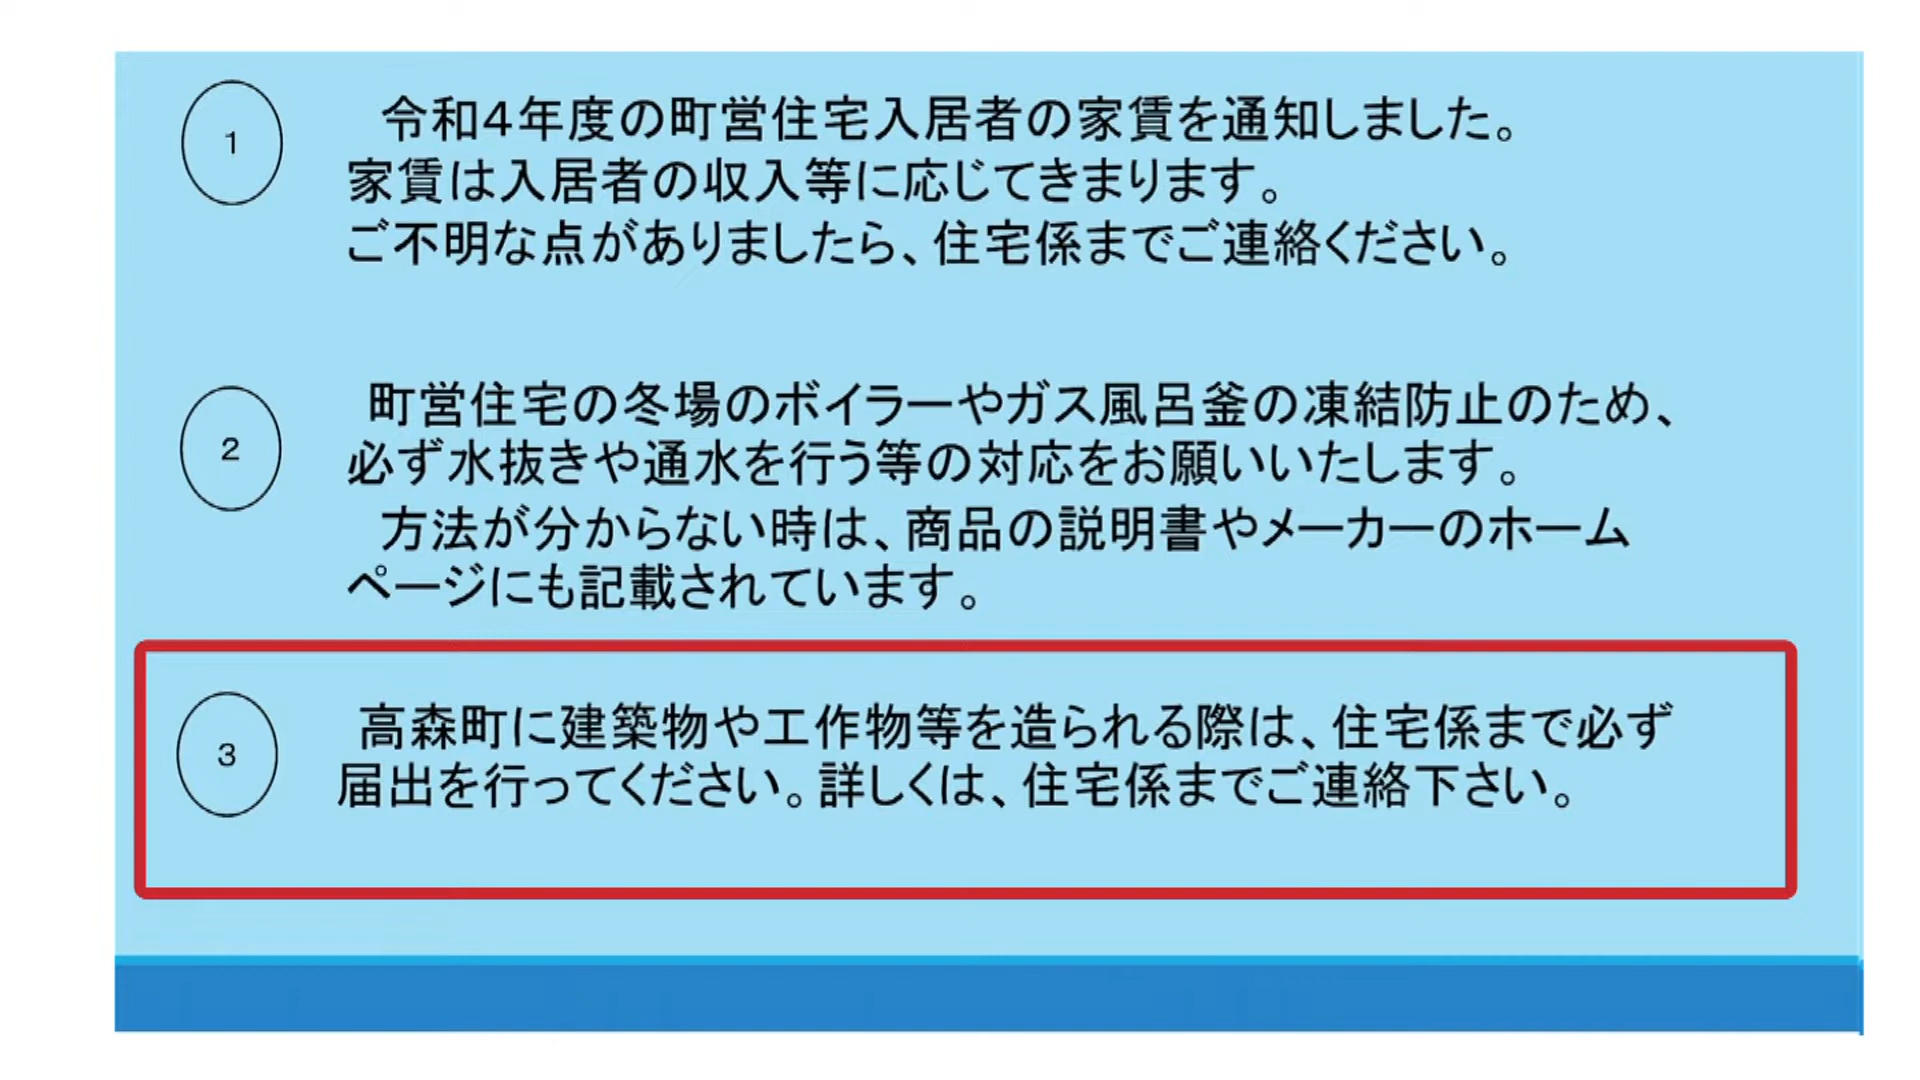 1
令和4年度の町営住宅入居者の家賃を通知しました。
家賃は入居者の収入等に応じてきまります。
ご不明な点がありましたら、住宅係までご連絡ください。
2
町営住宅の冬場のボイラーやガス風呂釜の凍結防止のため、
必ず水抜きや通水を行う等の対応をお願いいたします。
方法が分からない時は、商品の説明書やメーカーのホーム
ページにも記載されています。
3
高森町に建築物や工作物等を造られる際は、住宅係まで必ず
届出を行ってください。詳しくは、住宅係までご連絡下さい。